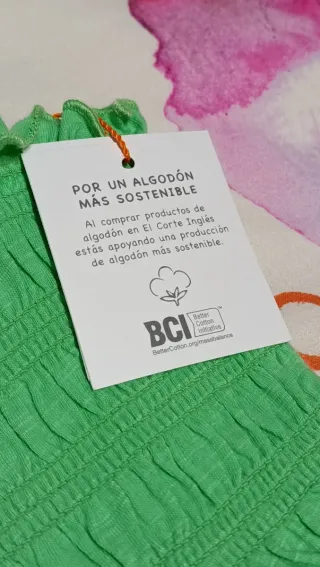 POR UN ALGODÓN
MÁS SOSTENIBLE
Al comprar productos de
algodón en El Corte Inglés
estás apoyando una producción
de algodón más sostenible.
BCI
Better
Cotton
Initiative
TM
BetterCotton.org/massbalance